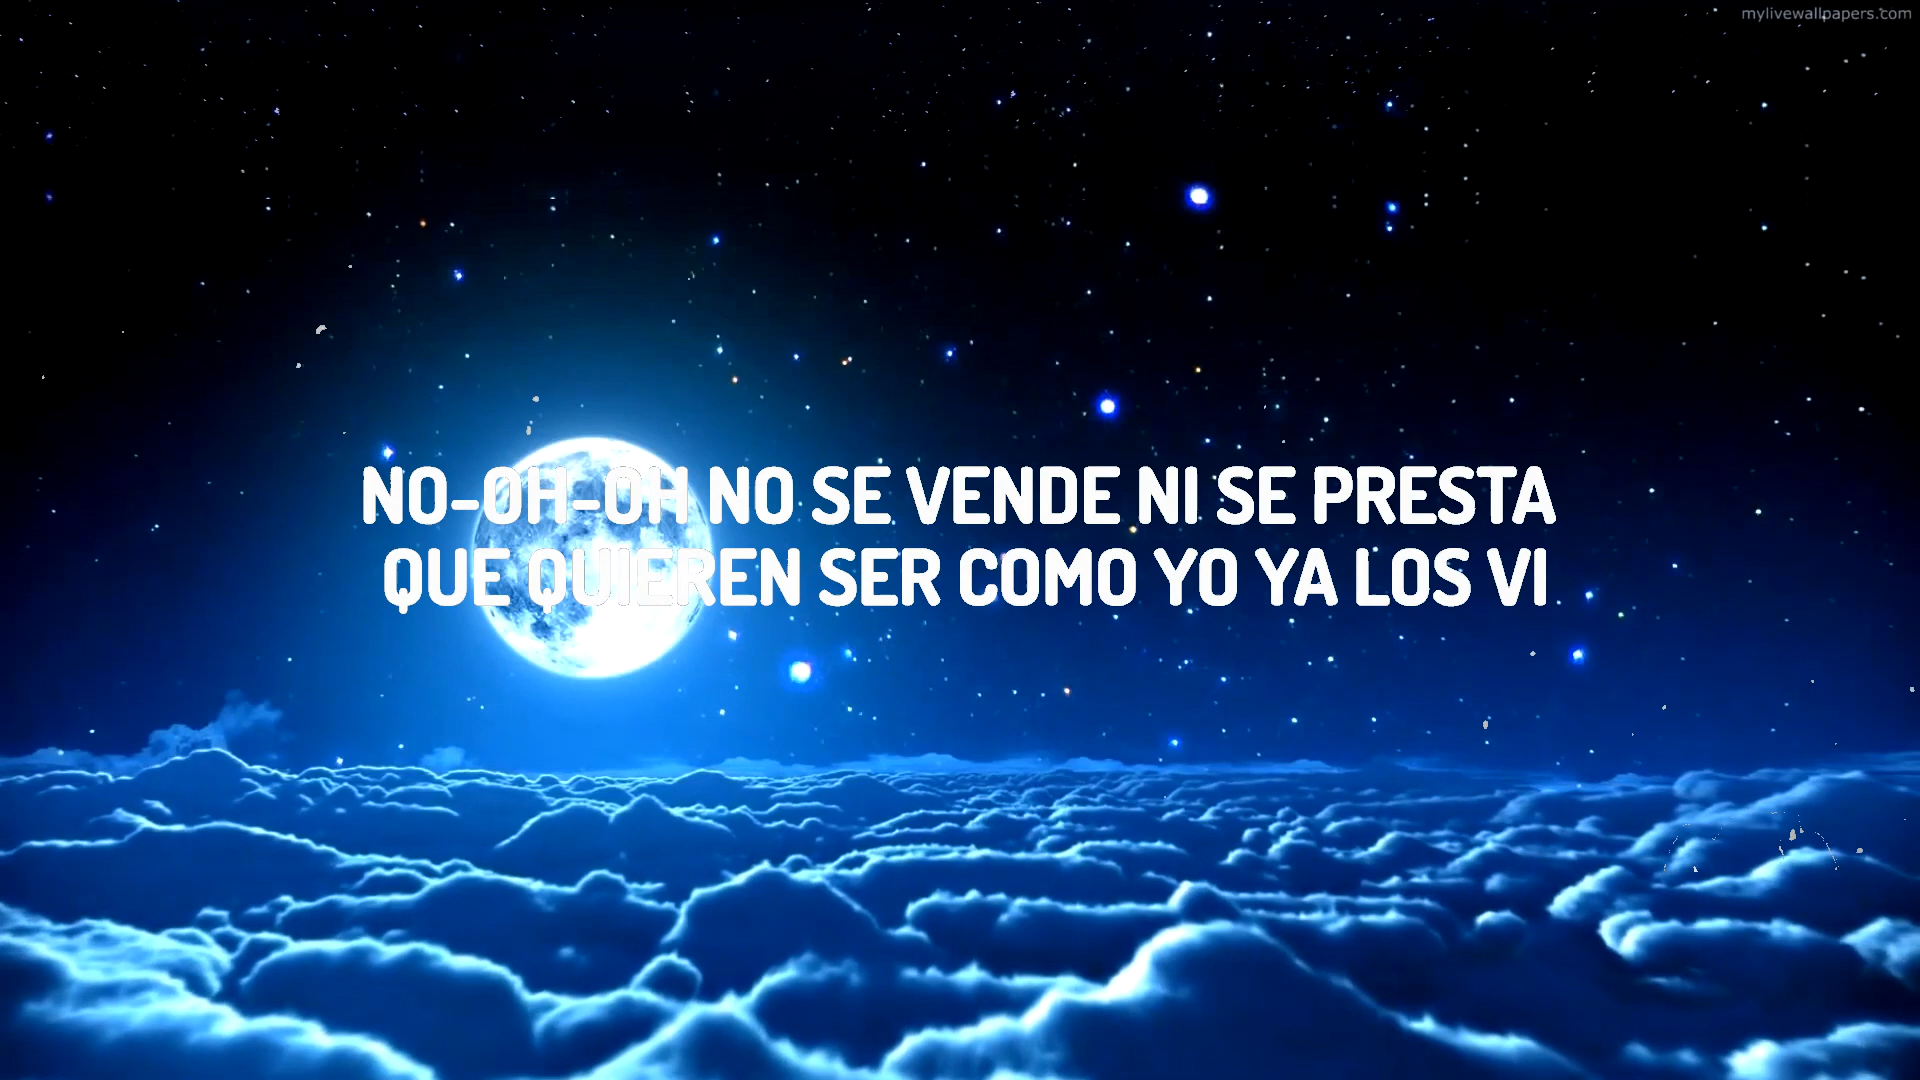 mylivewallpapers.com
NO-OH-OH NO SE VENDE NI SE PRESTA
QUE QUIEREN SER COMO YO YA LOS VI